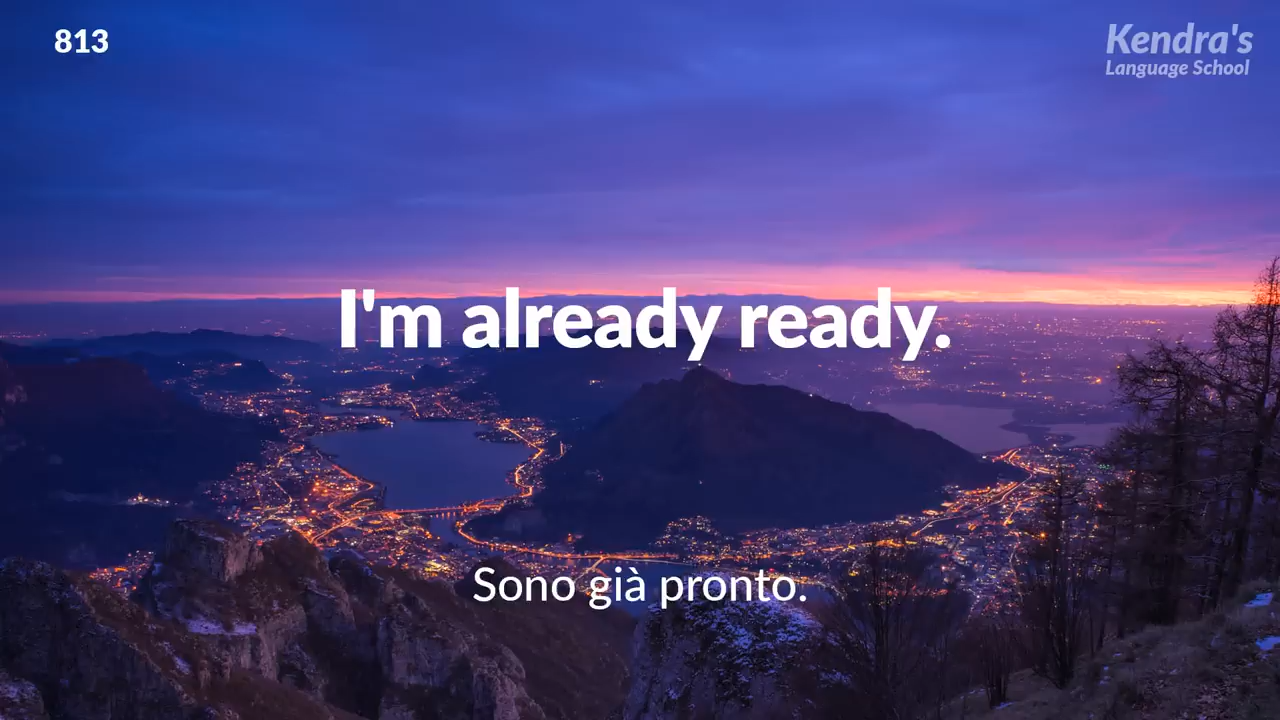 813
Kendra's
Language School
I'm already ready.
Sono già pronto.